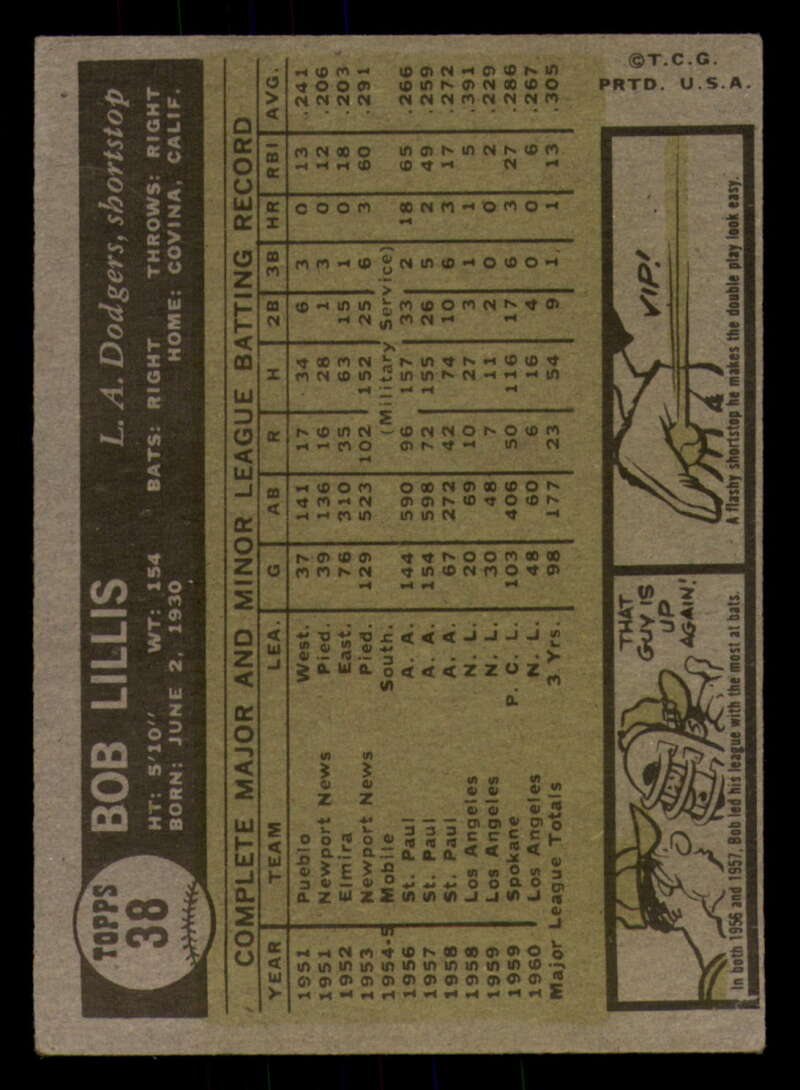 TOPPS
38
BOB LILLIS
L. A. Dodgers, shortstop
HT: 5'10" WT: 154 BATS: RIGHT THROWS: RIGHT
BORN: JUNE 2, 1930 HOME: COVINA, CALIF.
COMPLETE MAJOR AND MINOR LEAGUE BATTING RECORD
YEAR TEAM LEA. G AB R H 2B 3B HR RBI AVG.
1951 Pueblo West. 37 141 17 34 6 3 0 13 .241
1951 Newport News Pied. 39 136 16 28 1 3 0 12 .206
1952 Elmira East. 76 310 35 63 15 1 0 18 .203
1953 Newport News Pied. 129 523 102 152 25 6 3 60 .291
1954-5 Mobile South. (Military Service)
1956 St. Paul A. A. 144 590 96 157 33 2 18 65 .266
1957 St. Paul A. A. 154 598 72 155 26 5 2 49 .259
1958 St. Paul A. A. 67 272 42 74 10 6 3 17 .272
1958 Los Angeles N. L. 20 69 10 27 3 1 1 5 .391
1959 Los Angeles N. L. 30 48 7 11 2 0 0 2 .229
1959 Spokane P. C. L. 103 406 50 116 17 6 3 27 .286
1960 Los Angeles N. L. 48 60 6 16 4 0 0 6 .267
Major League Totals 3 Yrs. 98 177 23 54 9 1 1 13 .305
THAT
GUY IS
UP
AGAIN!
In both 1956 and 1957, Bob led his league with the most at bats.
VIP!
A flashy shortstop he makes the double play look easy.
©T.C.G.
PRTD. U.S.A.